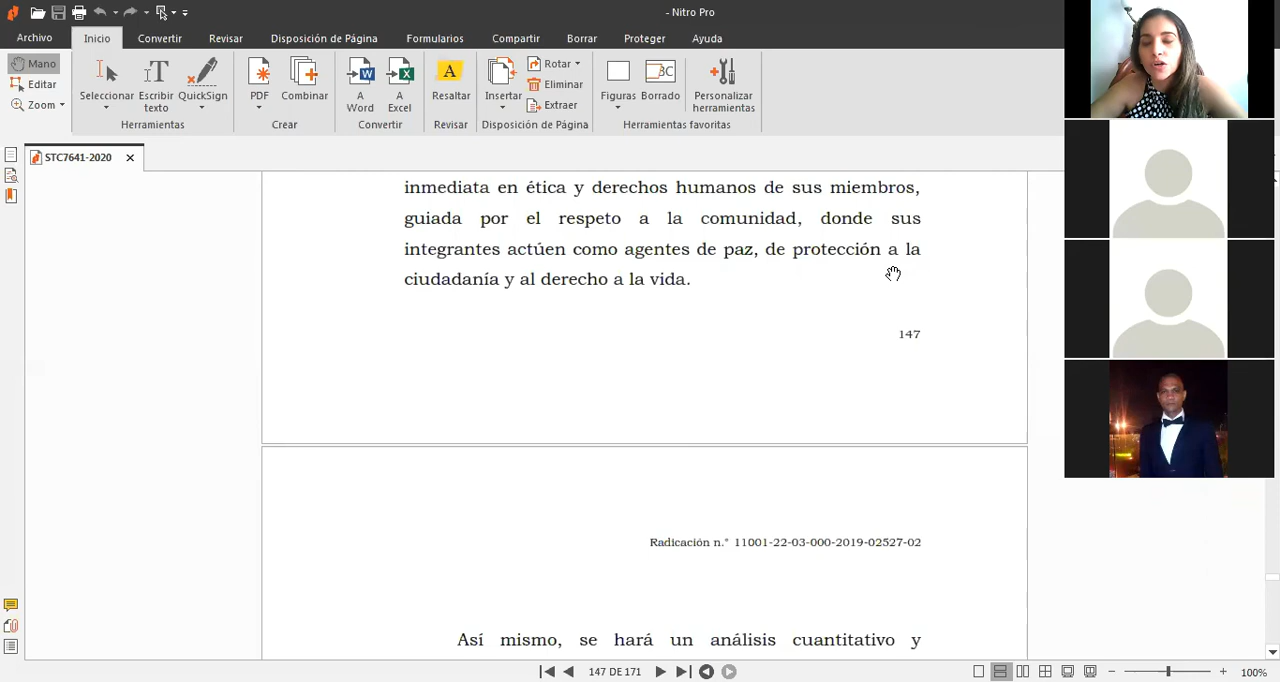 - Nitro Pro
Archivo Inicio Convertir Revisar Disposición de Página Formularios Compartir Borrar Proteger Ayuda
Mano
Editar
Zoom
Seleccionar
Escribir
texto
QuickSign
Herramientas
PDF
Combinar
Crear
A
Word
A
Excel
Convertir
A
Resaltar
Revisar
Insertar
Rotar
Eliminar
Extraer
Disposición de Página
Figuras
Borrado
Personalizar
herramientas
Herramientas favoritas
STC7641-2020
inmediata en ética y derechos humanos de sus miembros,
guiada por el respeto a la comunidad, donde sus
integrantes actúen como agentes de paz, de protección a la
ciudadanía y al derecho a la vida.
147
Radicación n.° 11001-22-03-000-2019-02527-02
Así mismo, se hará un análisis cuantitativo y
147 DE 171
100%